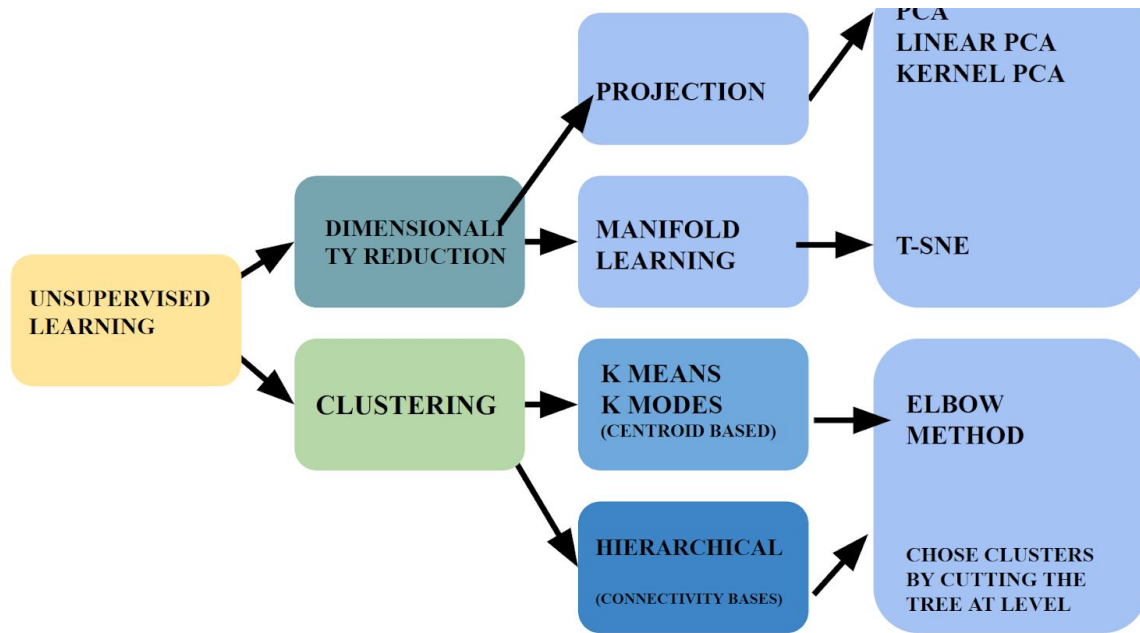 PCA
LINEAR PCA
KERNEL PCA
PROJECTION
DIMENSIONALI
TY REDUCTION
MANIFOLD
LEARNING
T-SNE
UNSUPERVISED
LEARNING
CLUSTERING
K MEANS
K MODES
(CENTROID BASED)
ELBOW
METHOD
HIERARCHICAL
(CONNECTIVITY BASES)
CHOSE CLUSTERS
BY CUTTING THE
TREE AT LEVEL